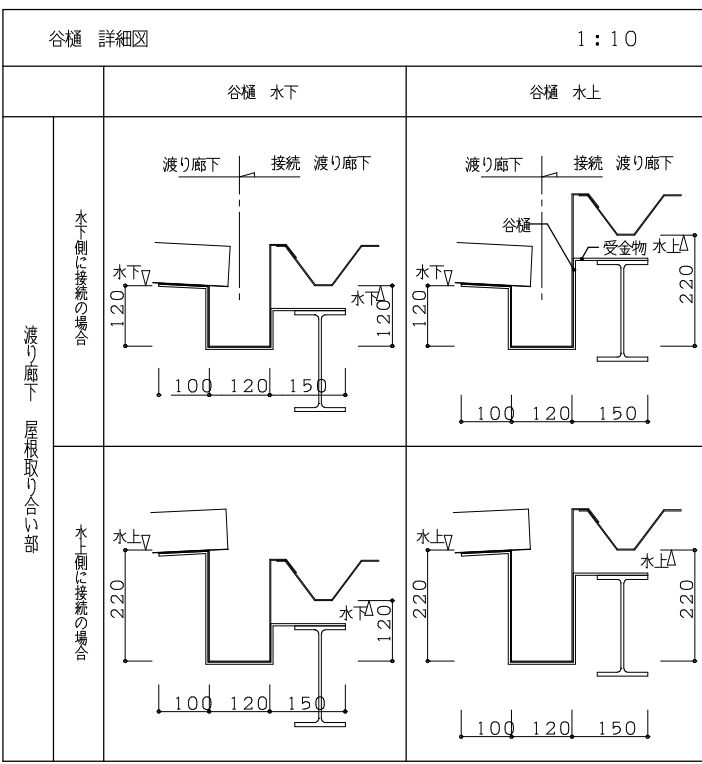 谷樋 詳細図 1:10
谷樋 水下 谷樋 水上
渡り廊下 屋根取り合い部
水下側に接続の場合
渡り廊下 接続 渡り廊下
水下
120
水下
120
100 120 150
渡り廊下 接続 渡り廊下
谷樋
受金物
水上
水下
120
220
100 120 150
水上側に接続の場合
水上
220
水下
120
100 120 150
水上
220
水上
220
100 120 150